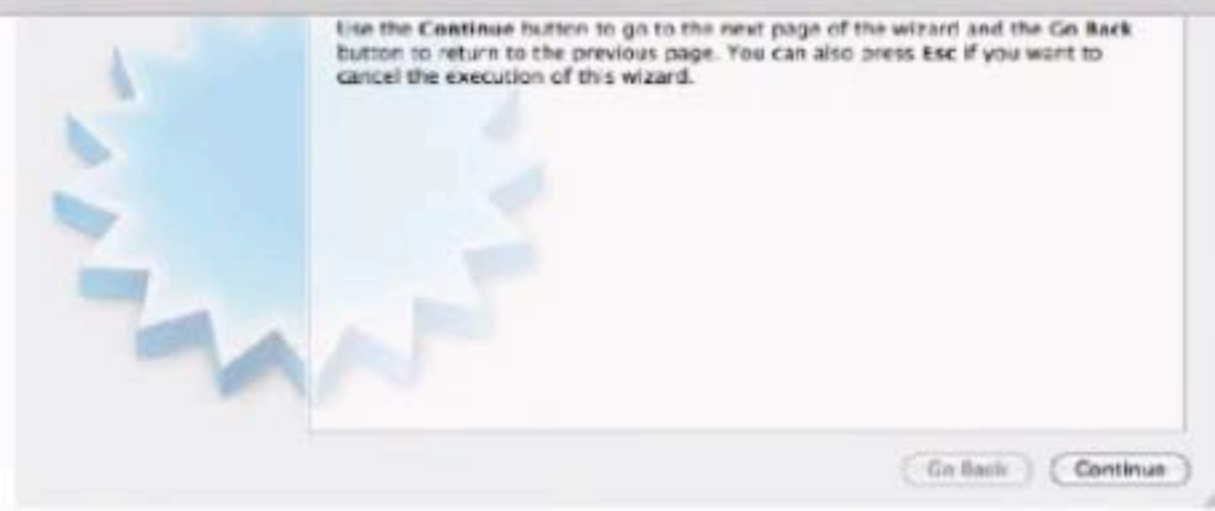 Use the Continue button to go to the next page of the wizard and the Go Back
button to return to the previous page. You can also press Esc if you want to
cancel the execution of this wizard.
Go Back
Continue